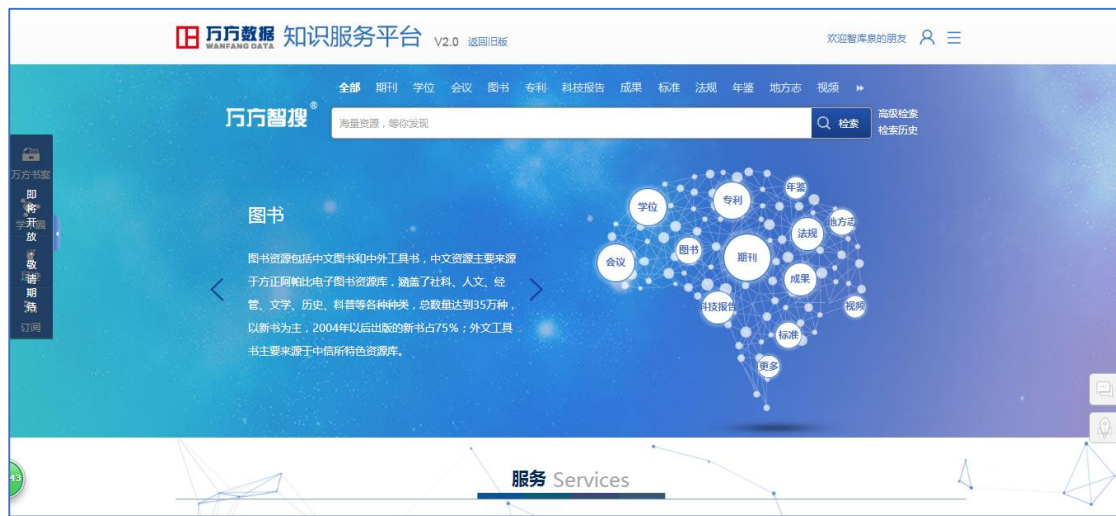 万方数据 WANFANG DATA 知识服务平台 V2.0 返回旧版
欢迎智库泉的朋友
全部 期刊 学位 会议 图书 专利 科技报告 成果 标准 法规 年鉴 地方志 视频
万方智搜®
海量资源，等你发现
检索
高级检索
检索历史
万方书案
即将开放
敬请期待
订阅
图书
图书资源包括中文图书和中外工具书，中文资源主要来源
于方正阿帕比电子图书资源库，涵盖了社科、人文、经
管、文学、历史、科普等各种种类，总数量达到35万种，
以新书为主，2004年以后出版的新书占75%；外文工具
书主要来源于中信所特色资源库。
年鉴
专利
学位
地方志
法规
图书
期刊
会议
成果
科技报告
视频
标准
更多
43
服务 Services